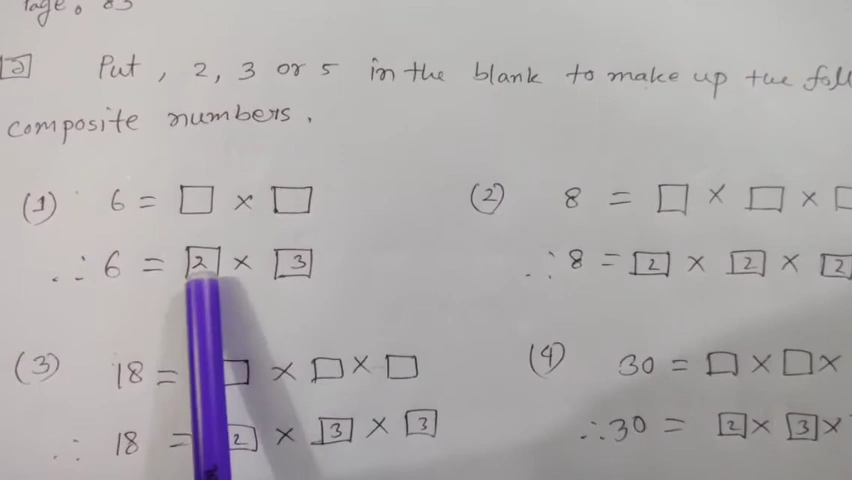 Page. 83
2 Put, 2, 3 or 5 in the blank to make up the foll
composite numbers.
(1) 6 = □ × □
∴ 6 = 2 × 3
(2) 8 = □ × □ × □
∴ 8 = 2 × 2 × 2
(3) 18 = □ × □ × □
∴ 18 = 2 × 3 × 3
(4) 30 = □ × □ ×
∴ 30 = 2 × 3 ×